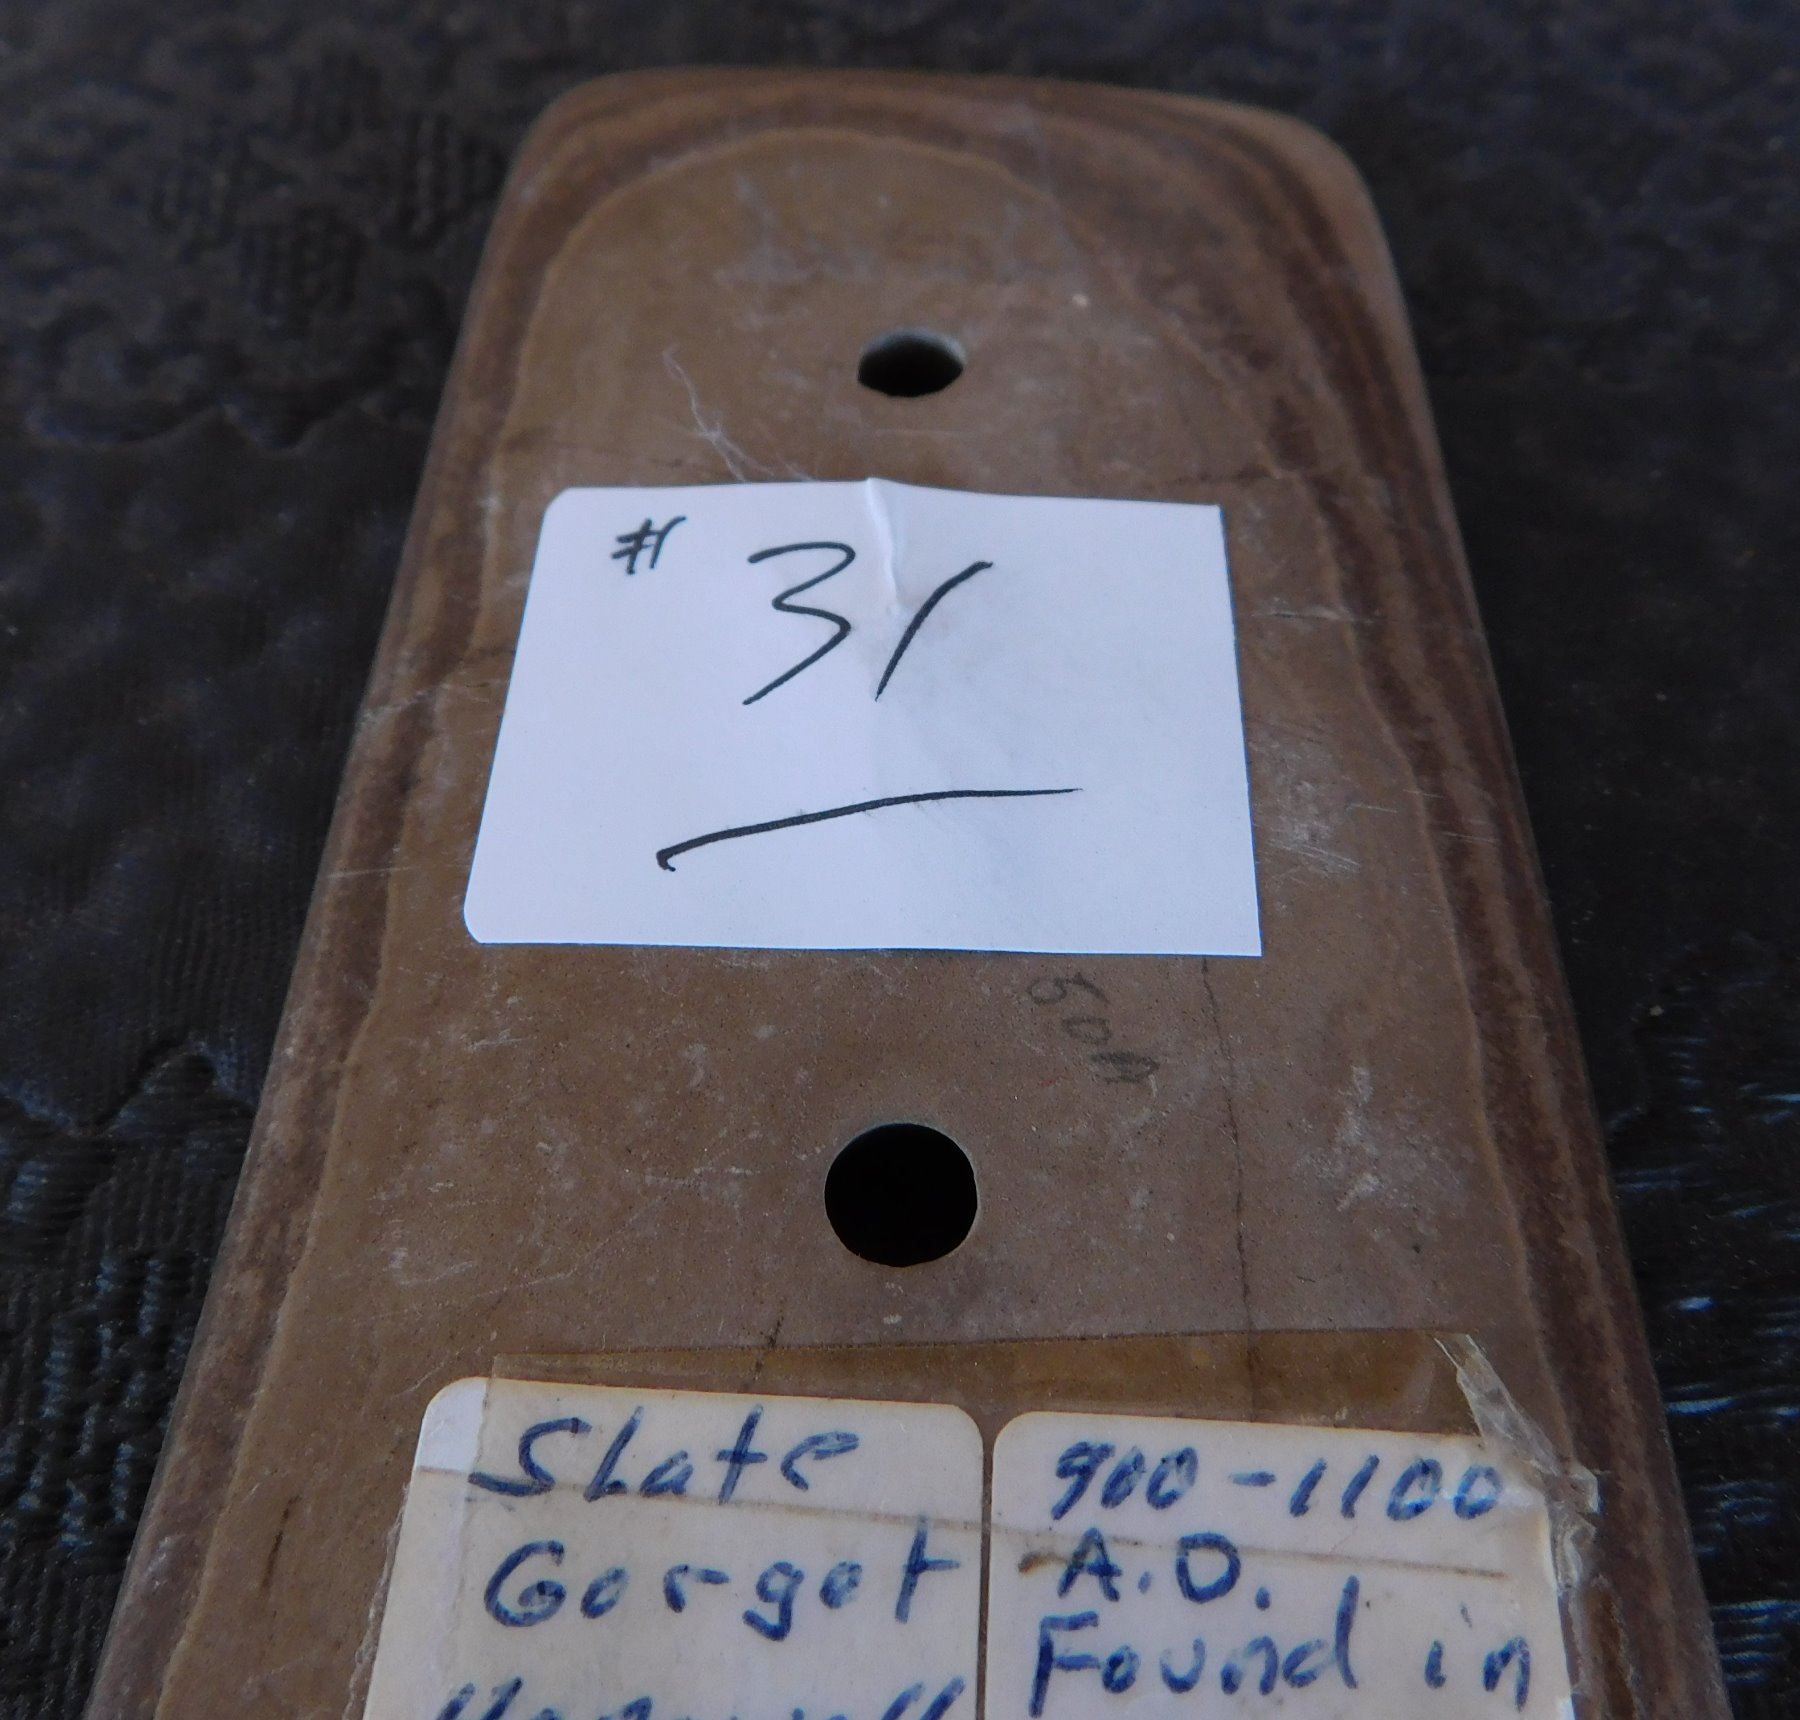 # 31
Slate
Gorget
900-1100
A.D.
Found in